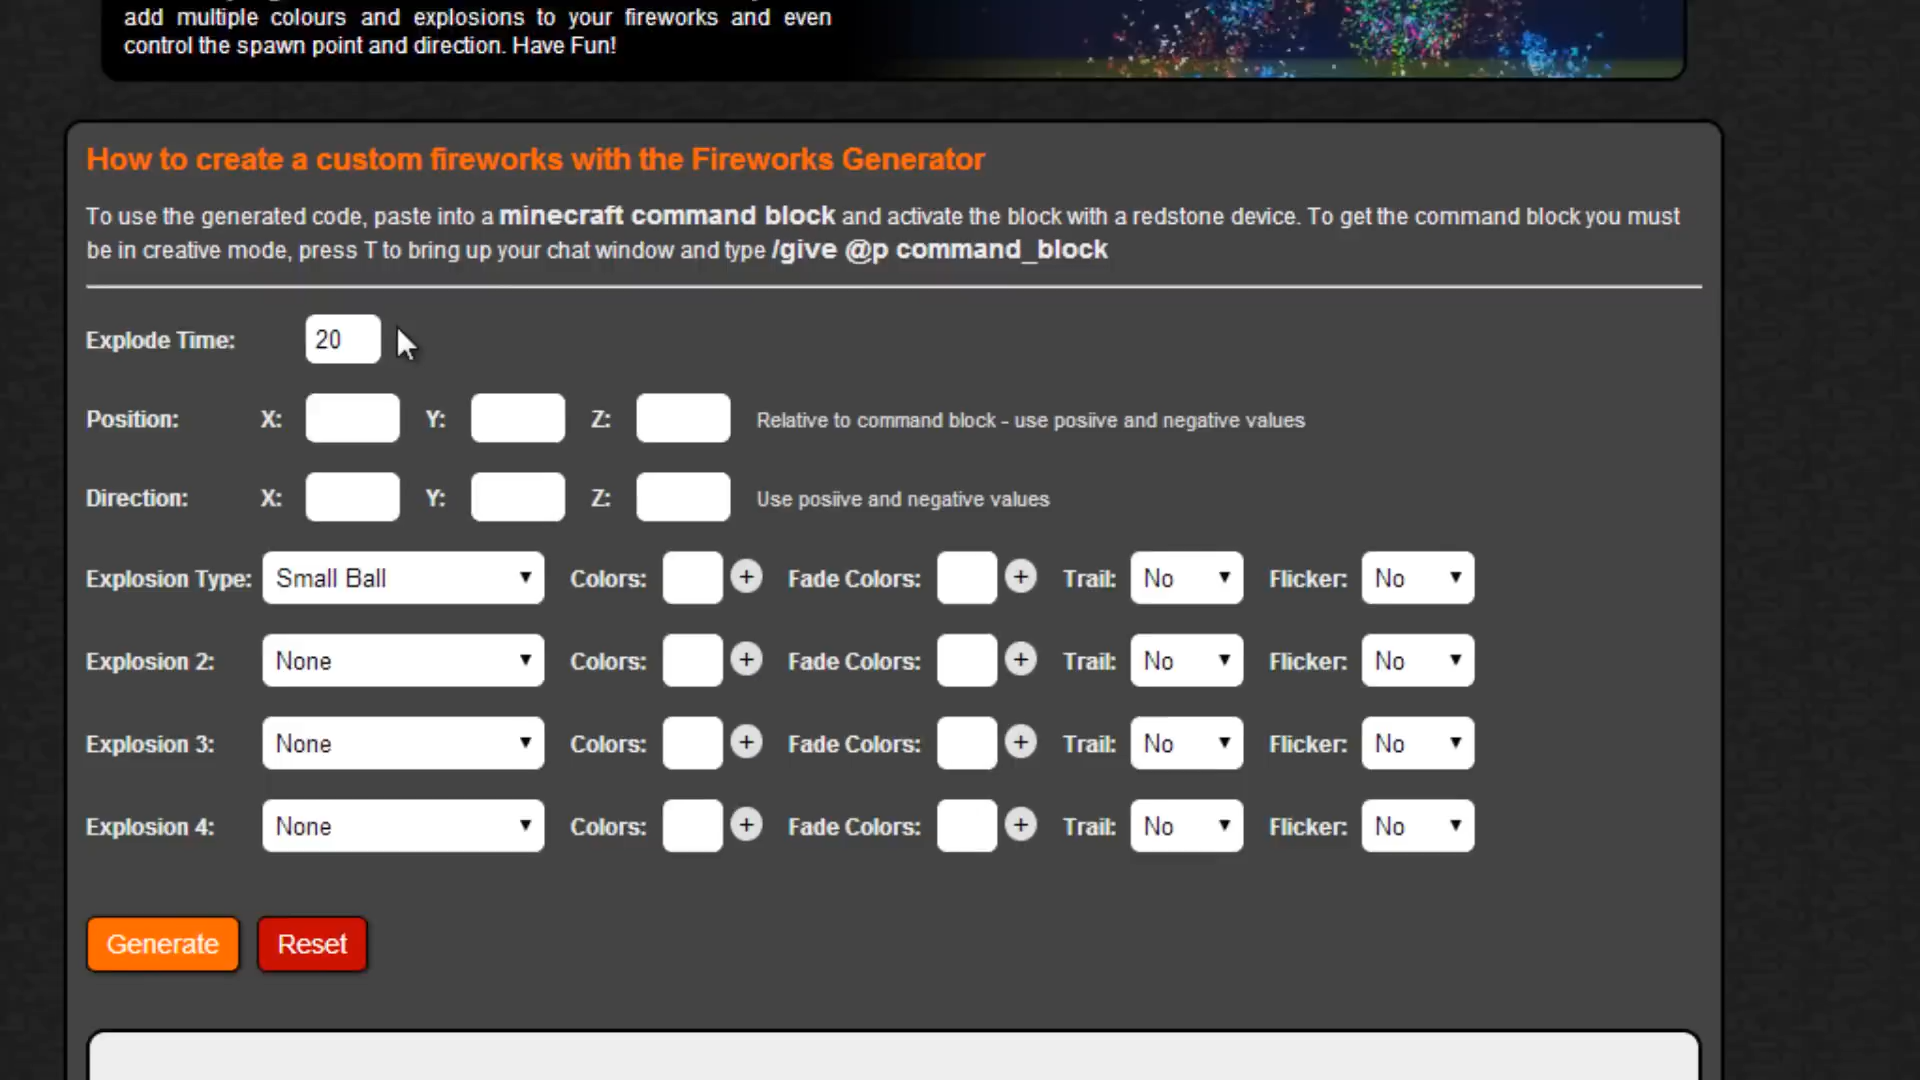 add multiple colours and explosions to your fireworks and even
control the spawn point and direction. Have Fun!
How to create a custom fireworks with the Fireworks Generator
To use the generated code, paste into a minecraft command block and activate the block with a redstone device. To get the command block you must
be in creative mode, press T to bring up your chat window and type /give @p command_block
Explode Time: 20
Position: X: Y: Z: Relative to command block - use posiive and negative values
Direction: X: Y: Z: Use posiive and negative values
Explosion Type: Small Ball Colors: + Fade Colors: + Trail: No Flicker: No
Explosion 2: None Colors: + Fade Colors: + Trail: No Flicker: No
Explosion 3: None Colors: + Fade Colors: + Trail: No Flicker: No
Explosion 4: None Colors: + Fade Colors: + Trail: No Flicker: No
Generate Reset